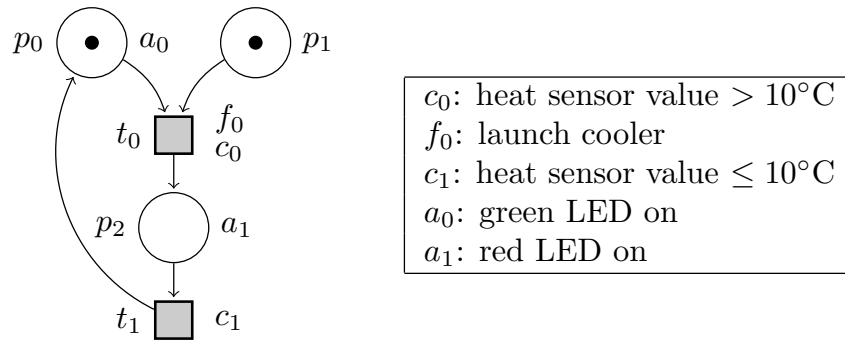 p₀ a₀ p₁
f₀
t₀ c₀
p₂ a₁
t₁ c₁
c₀: heat sensor value > 10°C
f₀: launch cooler
c₁: heat sensor value ≤ 10°C
a₀: green LED on
a₁: red LED on